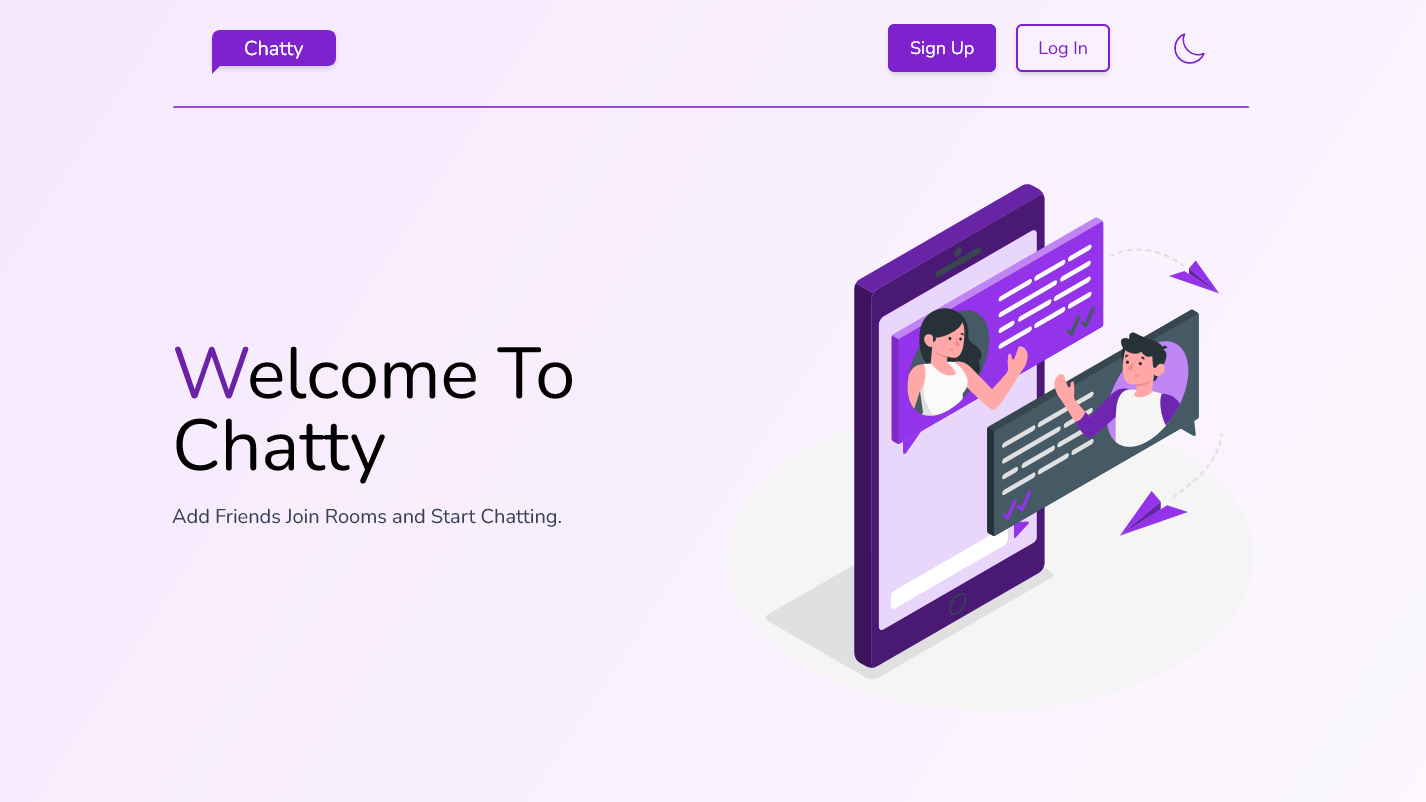 Chatty
Sign Up
Log In
Welcome To
Chatty
Add Friends Join Rooms and Start Chatting.